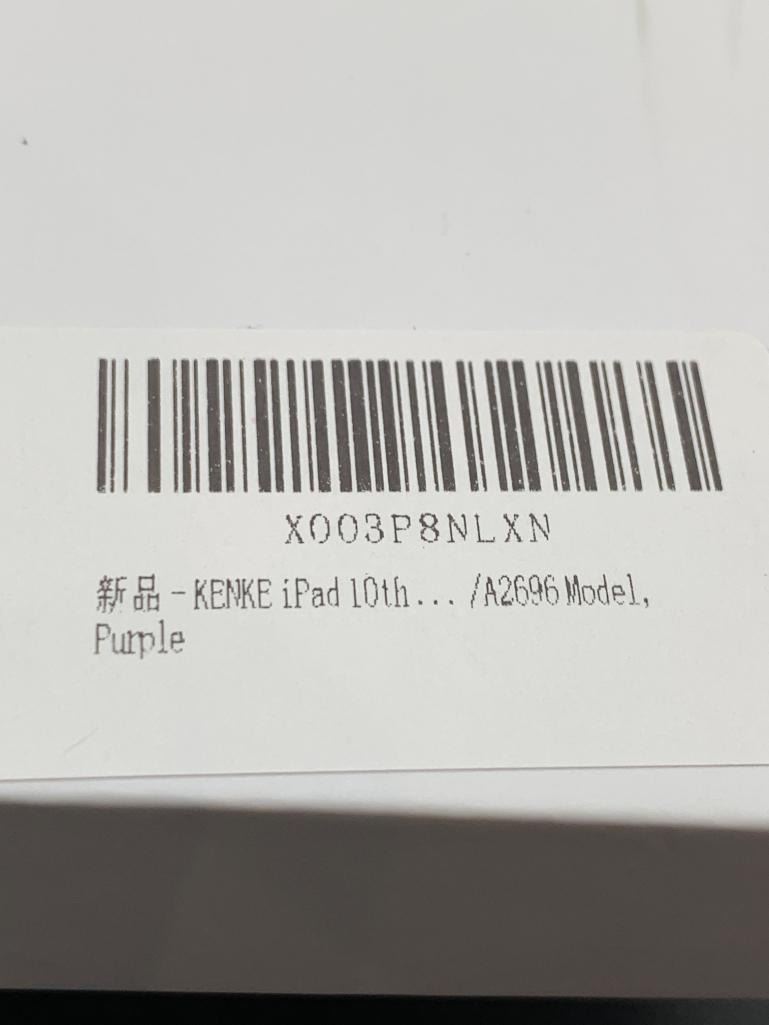 X003P8NLXN
新品 - KENKE iPad 10th... /A2696 Model,
Purple